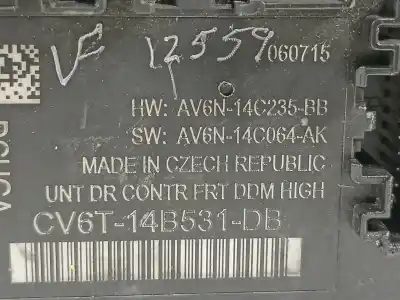 VF 12559 060715
HW: AV6N-14C235-BB
SW: AV6N-14C064-AK
MADE IN CZECH REPUBLIC
UNT DR CONTR FRT DDM HIGH
CV6T-14B531-DB